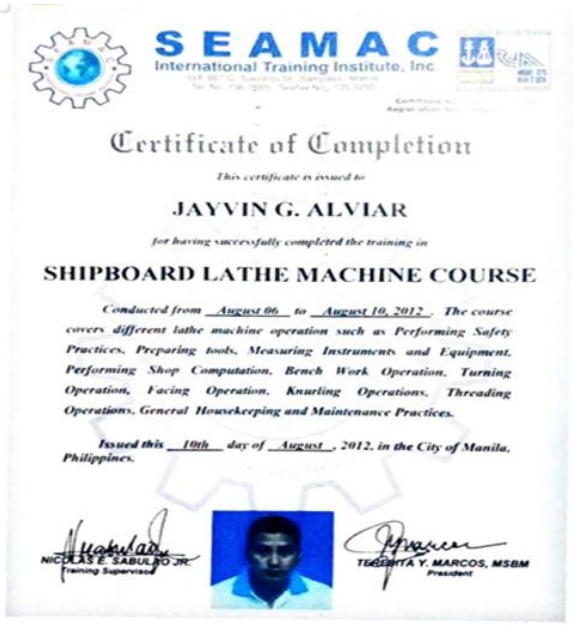 SEAMAC
SEAMAC
International Training Institute, Inc.
Certificate of Completion
This certificate is issued to
JAYVIN G. ALVIAR
for having successfully completed the training in
SHIPBOARD LATHE MACHINE COURSE
Conducted from August 06 to August 10, 2012. The course
covers different lathe machine operation such as Performing Safety
Practices, Preparing tools, Measuring Instruments and Equipment,
Performing Shop Computation, Bench Work Operation, Turning
Operation, Facing Operation, Knurling Operations, Threading
Operations, General Housekeeping and Maintenance Practices.
Issued this 10th day of August, 2012, in the City of Manila,
Philippines.
NICOLAS E. SABULAO JR.
Training Supervisor
TERESITA Y. MARCOS, MSBM
President